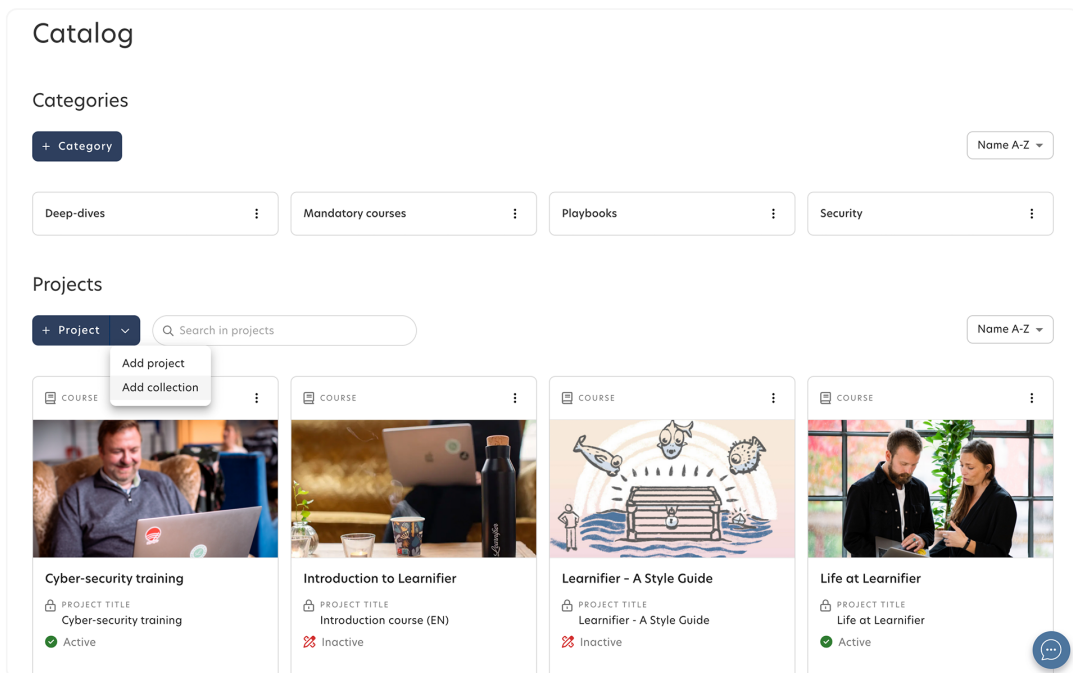 Catalog
Categories
+ Category
Name A-Z
Deep-dives
Mandatory courses
Playbooks
Security
Projects
+ Project
Search in projects
Name A-Z
Add project
Add collection
COURSE
COURSE
COURSE
COURSE
Learnifier
Cyber-security training
Introduction to Learnifier
Learnifier - A Style Guide
Life at Learnifier
PROJECT TITLE
Cyber-security training
PROJECT TITLE
Introduction course (EN)
PROJECT TITLE
Learnifier - A Style Guide
PROJECT TITLE
Life at Learnifier
Active
Inactive
Inactive
Active